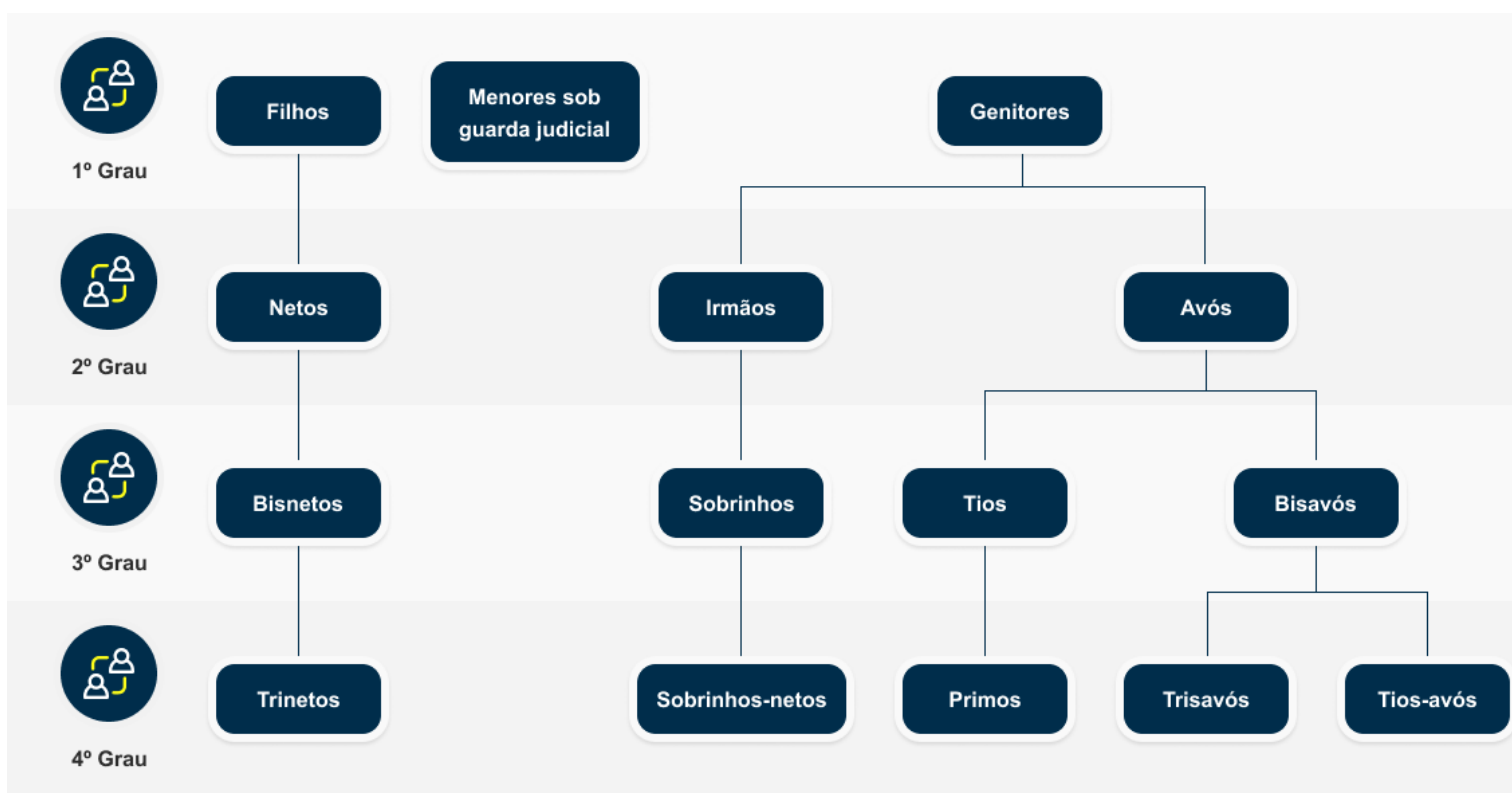 Filhos
Menores sob
guarda judicial
Genitores
1º Grau
Netos
Irmãos
Avós
2º Grau
Bisnetos
Sobrinhos
Tios
Bisavós
3º Grau
Trinetos
Sobrinhos-netos
Primos
Trisavós
Tios-avós
4º Grau